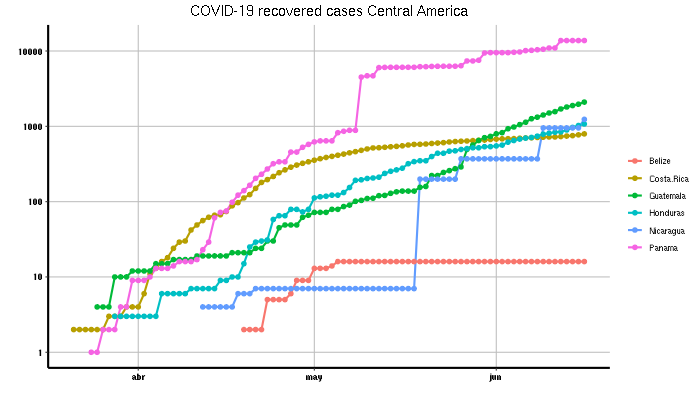 COVID-19 recovered cases Central America
10000
1000
100
10
1
abr
may
jun
Belize
Costa.Rica
Guatemala
Honduras
Nicaragua
Panama